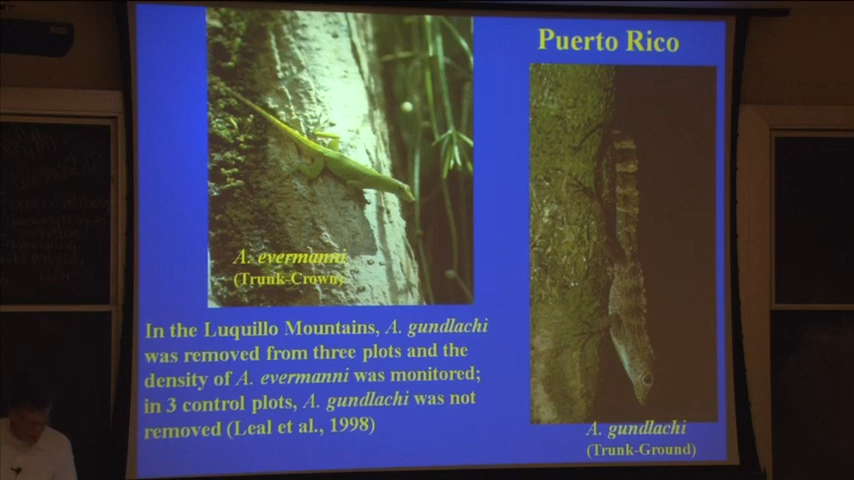 Puerto Rico
A. evermanni
(Trunk-Crown)
In the Luquillo Mountains, A. gundlachi
was removed from three plots and the
density of A. evermanni was monitored;
in 3 control plots, A. gundlachi was not
removed (Leal et al., 1998)
A. gundlachi
(Trunk-Ground)